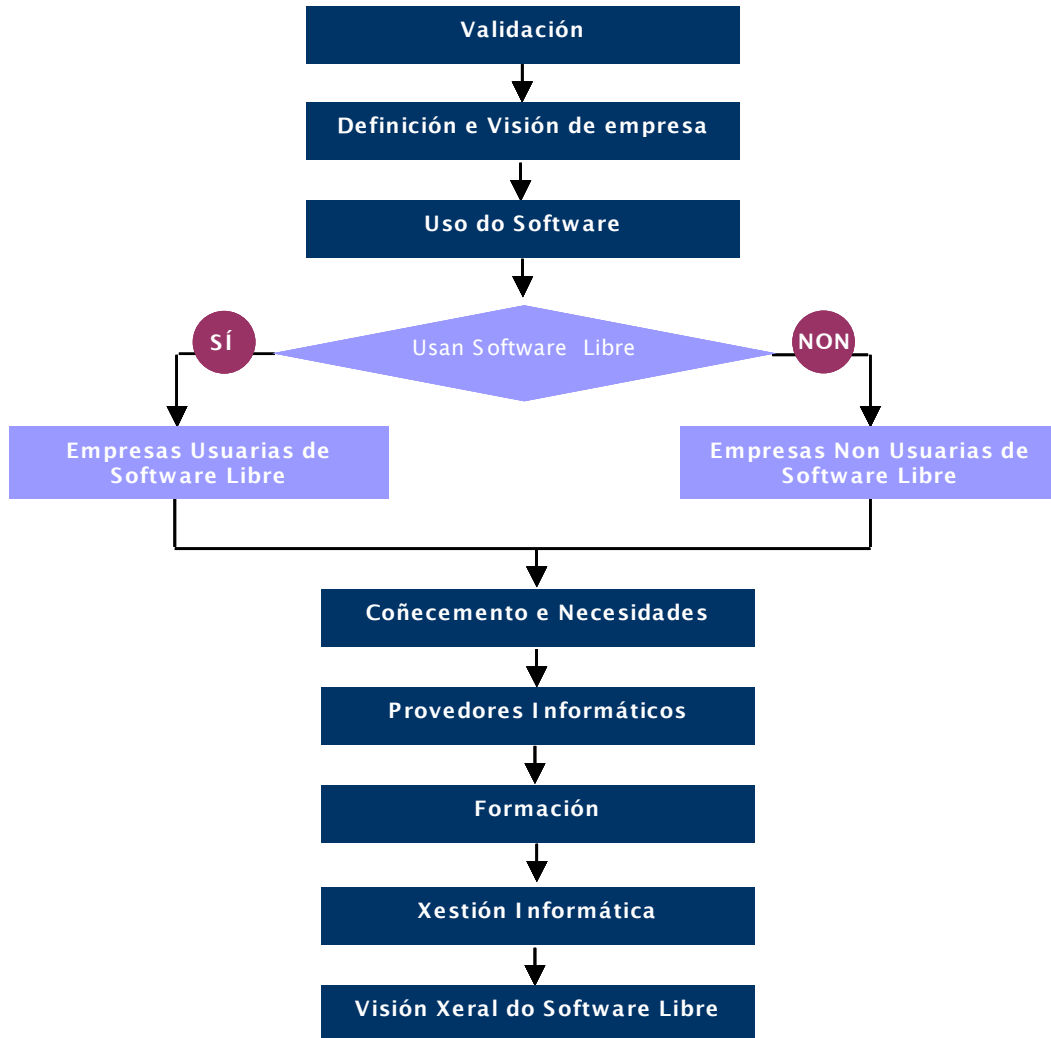 Validación
Definición e Visión de empresa
Uso do Software
SÍ
Usan Software Libre
NON
Empresas Usuarias de
Software Libre
Empresas Non Usuarias de
Software Libre
Coñecemento e Necesidades
Provedores Informáticos
Formación
Xestión Informática
Visión Xeral do Software Libre